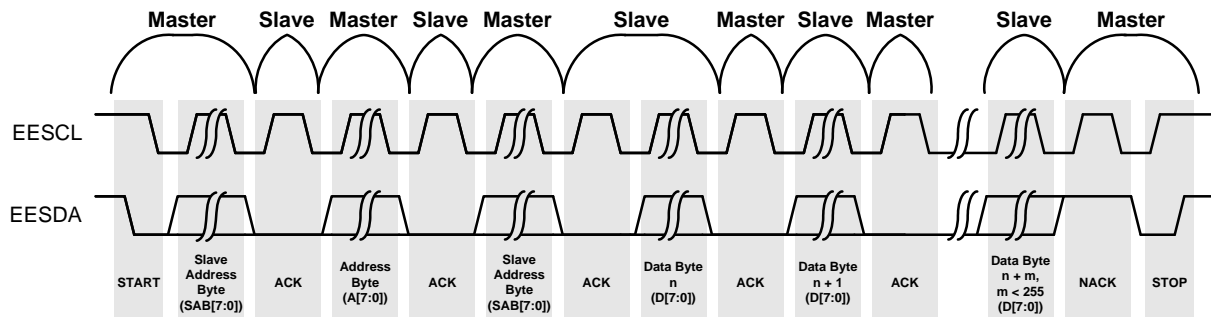 Master Slave Master Slave Master Slave Master Slave Master Slave Master
EESCL
EESDA
START
Slave
Address
Byte
(SAB[7:0])
ACK
Address
Byte
(A[7:0])
ACK
Slave
Address
Byte
(SAB[7:0])
ACK
Data Byte
n
(D[7:0])
ACK
Data Byte
n + 1
(D[7:0])
ACK
Data Byte
n + m,
m < 255
(D[7:0])
NACK
STOP